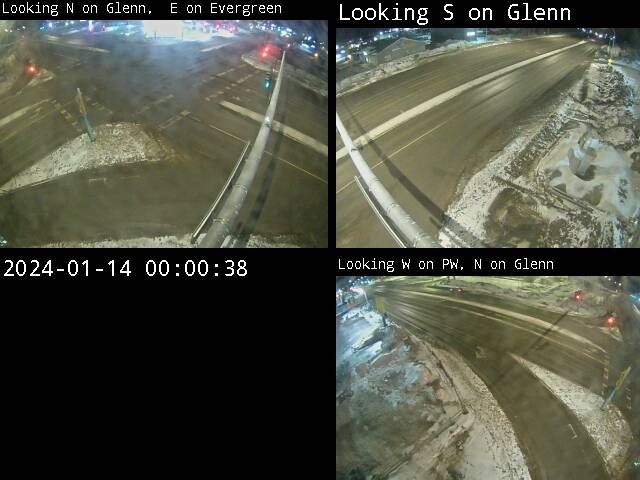 Looking N on Glenn,  E on Evergreen
Looking S on Glenn
2024-01-14 00:00:38
Looking W on PW, N on Glenn